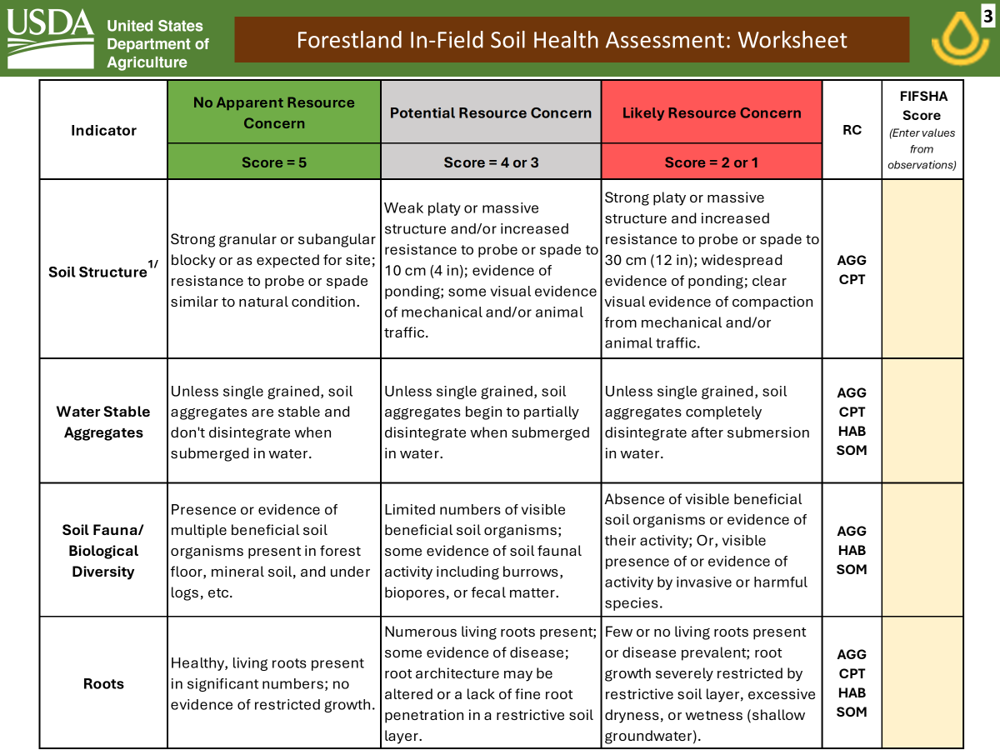 USDA
United States
Department of
Agriculture
Forestland In-Field Soil Health Assessment: Worksheet
3
Indicator
No Apparent Resource
Concern
Score = 5
Potential Resource Concern
Score = 4 or 3
Likely Resource Concern
Score = 2 or 1
RC
FIFSHA
Score
(Enter values
from
observations)
Soil Structure1/
Strong granular or subangular
blocky or as expected for site;
resistance to probe or spade
similar to natural condition.
Weak platy or massive
structure and/or increased
resistance to probe or spade to
10 cm (4 in); evidence of
ponding; some visual evidence
of mechanical and/or animal
traffic.
Strong platy or massive
structure and increased
resistance to probe or spade to
30 cm (12 in); widespread
evidence of ponding; clear
visual evidence of compaction
from mechanical and/or
animal traffic.
AGG
CPT
Water Stable
Aggregates
Unless single grained, soil
aggregates are stable and
don't disintegrate when
submerged in water.
Unless single grained, soil
aggregates begin to partially
disintegrate when submerged
in water.
Unless single grained, soil
aggregates completely
disintegrate after submersion
in water.
AGG
CPT
HAB
SOM
Soil Fauna/
Biological
Diversity
Presence or evidence of
multiple beneficial soil
organisms present in forest
floor, mineral soil, and under
logs, etc.
Limited numbers of visible
beneficial soil organisms;
some evidence of soil faunal
activity including burrows,
biopores, or fecal matter.
Absence of visible beneficial
soil organisms or evidence of
their activity; Or, visible
presence of or evidence of
activity by invasive or harmful
species.
AGG
HAB
SOM
Roots
Healthy, living roots present
in significant numbers; no
evidence of restricted growth.
Numerous living roots present;
some evidence of disease;
root architecture may be
altered or a lack of fine root
penetration in a restrictive soil
layer.
Few or no living roots present
or disease prevalent; root
growth severely restricted by
restrictive soil layer, excessive
dryness, or wetness (shallow
groundwater).
AGG
CPT
HAB
SOM